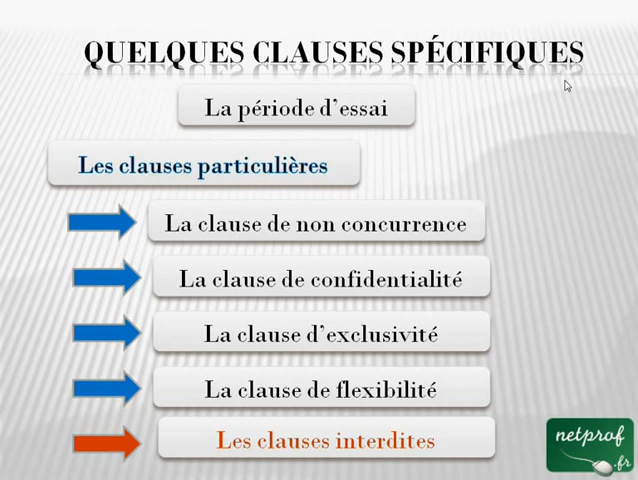 QUELQUES CLAUSES SPÉCIFIQUES
La période d'essai
Les clauses particulières
La clause de non concurrence
La clause de confidentialité
La clause d'exclusivité
La clause de flexibilité
Les clauses interdites
netprof
.fr